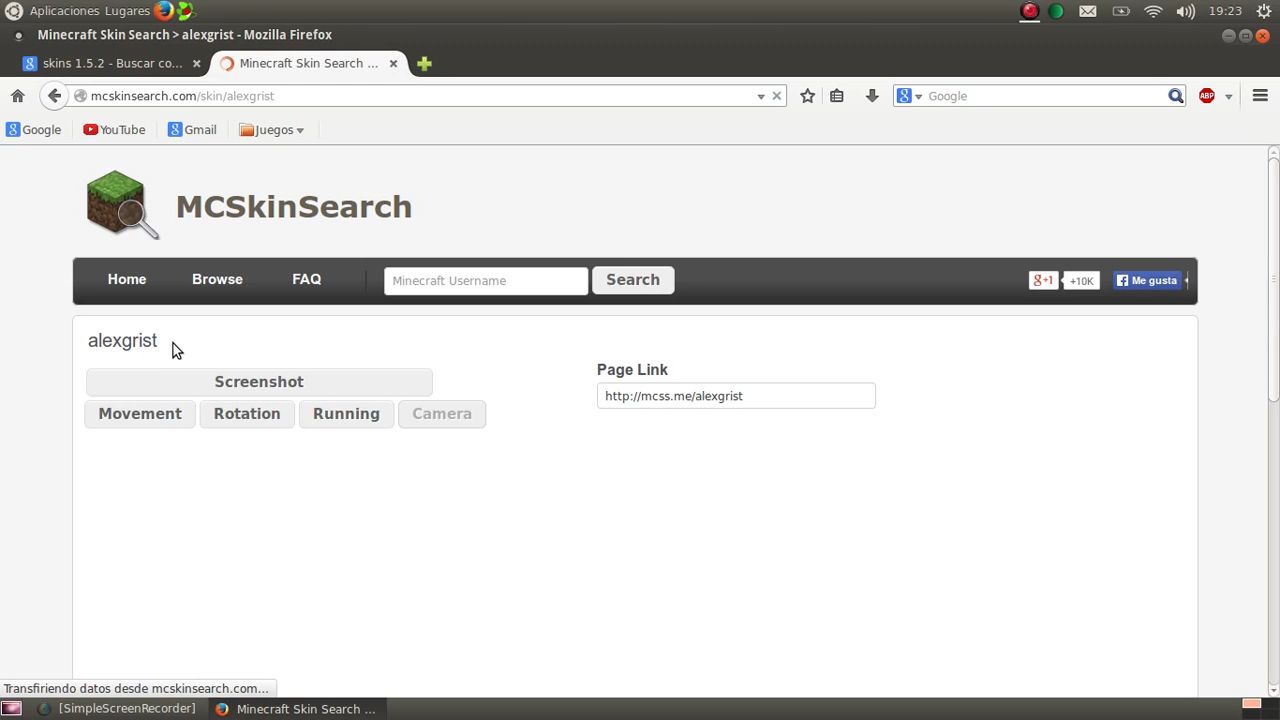 Aplicaciones Lugares 19:23
Minecraft Skin Search > alexgrist - Mozilla Firefox
skins 1.5.2 - Buscar co... Minecraft Skin Search ...
mcskinsearch.com/skin/alexgrist Google ABP
Google YouTube Gmail Juegos
MCSkinSearch
Home Browse FAQ Minecraft Username Search +1 +10K Me gusta
alexgrist
Page Link
Screenshot
http://mcss.me/alexgrist
Movement Rotation Running Camera
Transfiriendo datos desde mcskinsearch.com...
[SimpleScreenRecorder] Minecraft Skin Search ...